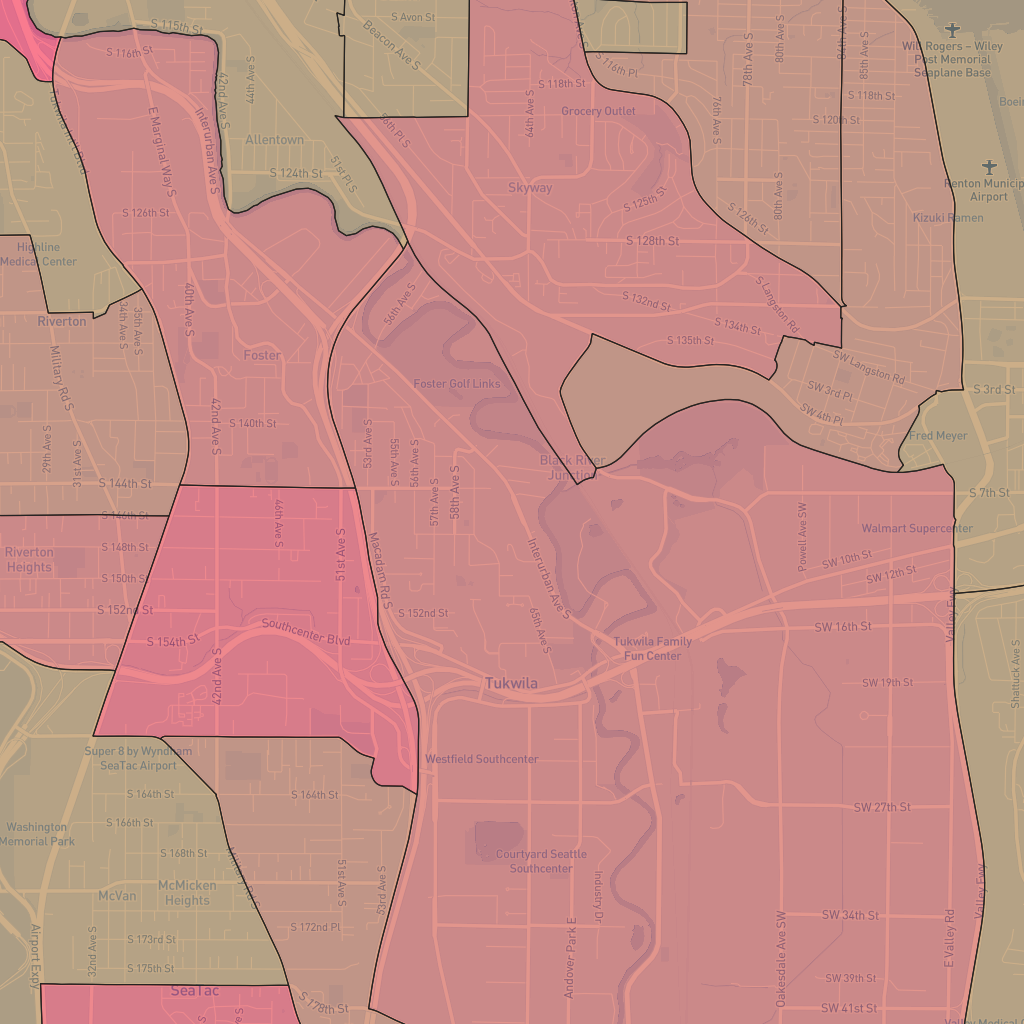 S Avon St
Beacon Ave S
S 115th St
S 116th St
42nd Ave S
44th Ave S
Tukwila Intl Blvd
E Marginal Way S
Interurban Ave S
Allentown
S 124th St
51st Pl S
56th Pl S
S 116th Pl
S 118th St
64th Ave S
Grocery Outlet
Skyway
S 125th St
76th Ave S
78th Ave S
80th Ave S
84th Ave S
85th Ave S
Will Rogers – Wiley
Post Memorial
Seaplane Base
Boein
S 118th St
S 120th St
Renton Municip
Airport
80th Ave S
S 126th St
Kizuki Ramen
S 126th St
S 128th St
Highline
Medical Center
Riverton
34th Ave S
35th Ave S
40th Ave S
56th Ave S
S 132nd St
S Langston Rd
S 134th St
S 135th St
Military Rd S
Foster
Foster Golf Links
SW Langston Rd
SW 3rd Pl
SW 4th Pl
S 3rd St
Fred Meyer
29th Ave S
31st Ave S
42nd Ave S
S 140th St
53rd Ave S
55th Ave S
56th Ave S
57th Ave S
58th Ave S
Black River
Junction
S 144th St
S 7th St
S 146th St
46th Ave S
51st Ave S
Macadam Rd S
Interurban Ave S
Powell Ave SW
Walmart Supercenter
Riverton
Heights
S 148th St
S 150th St
SW 10th St
SW 12th St
S 152nd St
S 152nd St
65th Ave S
Valley Fwy
S 154th St
Southcenter Blvd
Tukwila Family
Fun Center
SW 16th St
42nd Ave S
Tukwila
SW 19th St
Shattuck Ave S
Super 8 by Wyndham
SeaTac Airport
Westfield Southcenter
S 164th St
S 164th St
SW 27th St
Washington
Memorial Park
S 166th St
S 168th St
Courtyard Seattle
Southcenter
McVan
McMicken
Heights
Military Rd S
51st Ave S
53rd Ave S
Industry Dr
Valley Fwy
S 172nd Pl
SW 34th St
Airport Expy
32nd Ave S
S 173rd St
Andover Park E
Oakesdale Ave SW
E Valley Rd
S 175th St
SW 39th St
SeaTac
S 178th St
SW 41st St